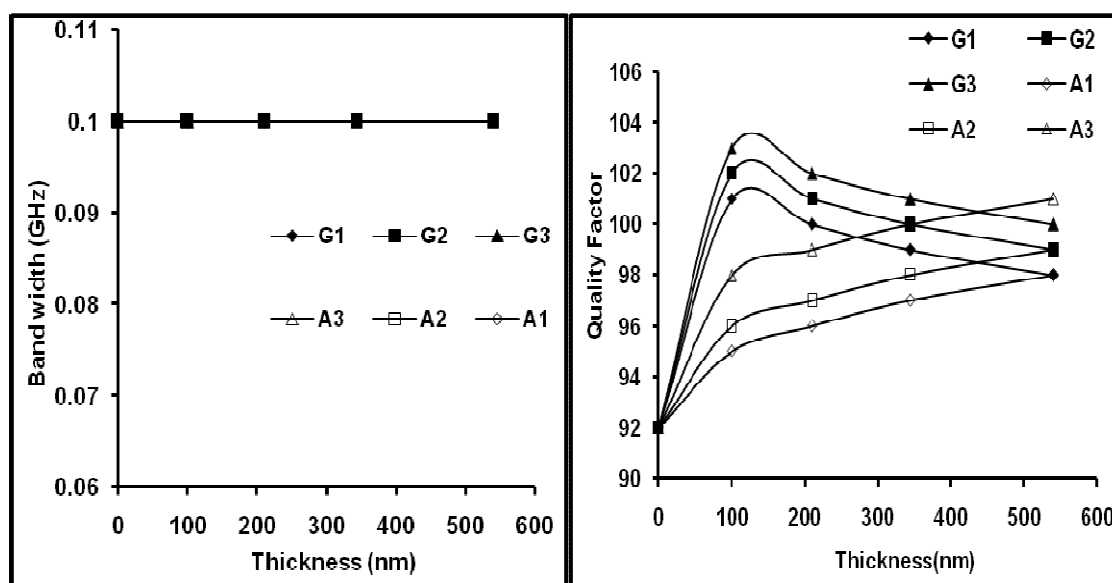 0.11
0.1
0.09
0.08
0.07
0.06
Band width (GHz)
G1 G2 G3
A3 A2 A1
0 100 200 300 400 500 600
Thickness (nm)
G1 G2
G3 A1
A2 A3
106
104
102
100
98
96
94
92
90
Quality Factor
0 100 200 300 400 500 600
Thickness(nm)